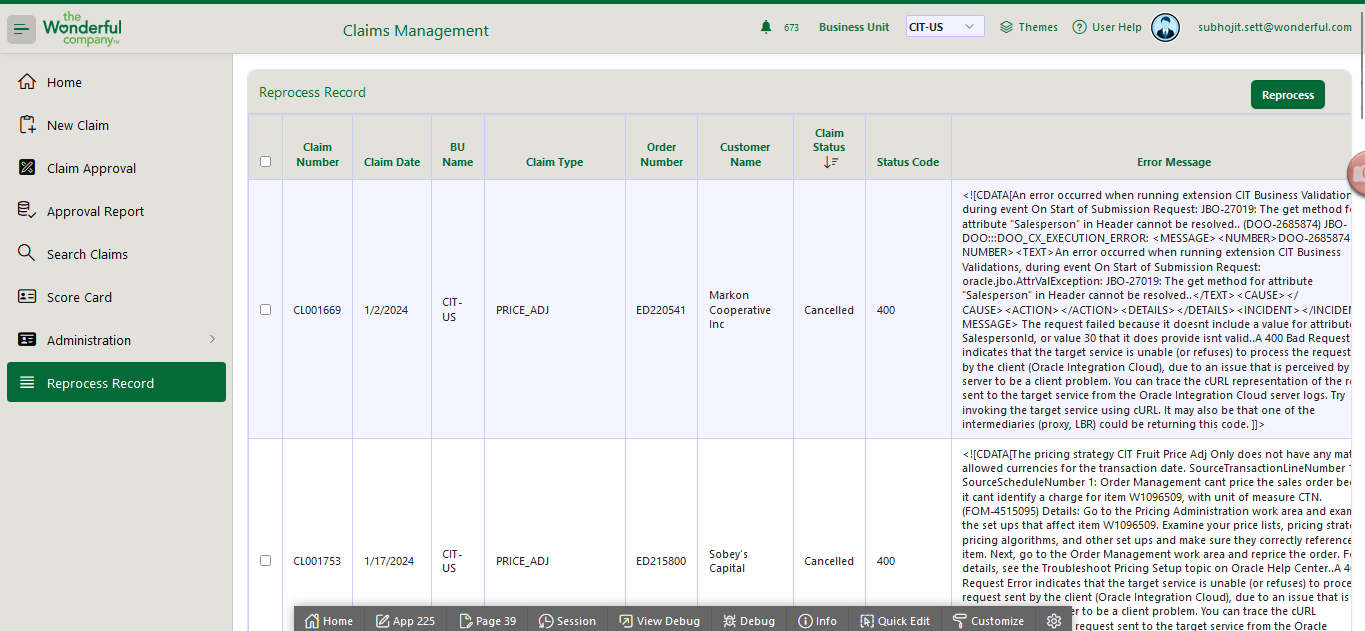 the
Wonderful
company™
Claims Management
673
Business Unit
CIT-US
Themes
User Help
subhojit.sett@wonderful.com
Home
New Claim
Claim Approval
Approval Report
Search Claims
Score Card
Administration
Reprocess Record
Reprocess Record
Reprocess
Claim
Number
Claim Date
BU
Name
Claim Type
Order
Number
Customer
Name
Claim
Status
Status Code
Error Message
CL001669
1/2/2024
CIT-
US
PRICE_ADJ
ED220541
Markon
Cooperative
Inc
Cancelled
400
<![CDATA[An error occurred when running extension CIT Business Validation
during event On Start of Submission Request: JBO-27019: The get method f
attribute "Salesperson" in Header cannot be resolved.. (DOO-2685874) JBO-
DOO:::DOO_CX_EXECUTION_ERROR: <MESSAGE> <NUMBER>DOO-2685874
NUMBER> <TEXT>An error occurred when running extension CIT Business
Validations, during event On Start of Submission Request:
oracle.jbo.AttrValException: JBO-27019: The get method for attribute
"Salesperson" in Header cannot be resolved..</TEXT> <CAUSE> </
CAUSE> <ACTION> </ACTION> <DETAILS> </DETAILS> <INCIDENT> </INCIDEN
MESSAGE> The request failed because it doesnt include a value for attribut
SalespersonId, or value 30 that it does provide isnt valid..A 400 Bad Request
indicates that the target service is unable (or refuses) to process the request
by the client (Oracle Integration Cloud), due to an issue that is perceived by
server to be a client problem. You can trace the cURL representation of the r
sent to the target service from the Oracle Integration Cloud server logs. Try
invoking the target service using cURL. It may also be that one of the
intermediaries (proxy, LBR) could be returning this code. ]]>
CL001753
1/17/2024
CIT-
US
PRICE_ADJ
ED215800
Sobey's
Capital
Cancelled
400
<![CDATA[The pricing strategy CIT Fruit Price Adj Only does not have any mat
allowed currencies for the transaction date. SourceTransactionLineNumber
SourceScheduleNumber 1: Order Management cant price the sales order bec
it cant identify a charge for item W1096509, with unit of measure CTN.
(FOM-4515095) Details: Go to the Pricing Administration work area and exam
the set ups that affect item W1096509. Examine your price lists, pricing strat
pricing algorithms, and other set ups and make sure they correctly reference
item. Next, go to the Order Management work area and reprice the order. F
details, see the Troubleshoot Pricing Setup topic on Oracle Help Center..A 4
Request Error indicates that the target service is unable (or refuses) to proce
request sent by the client (Oracle Integration Cloud), due to an issue that is
er to be a client problem. You can trace the cURL
request sent to the target service from the Oracle
Home
App 225
Page 39
Session
View Debug
Debug
Info
Quick Edit
Customize